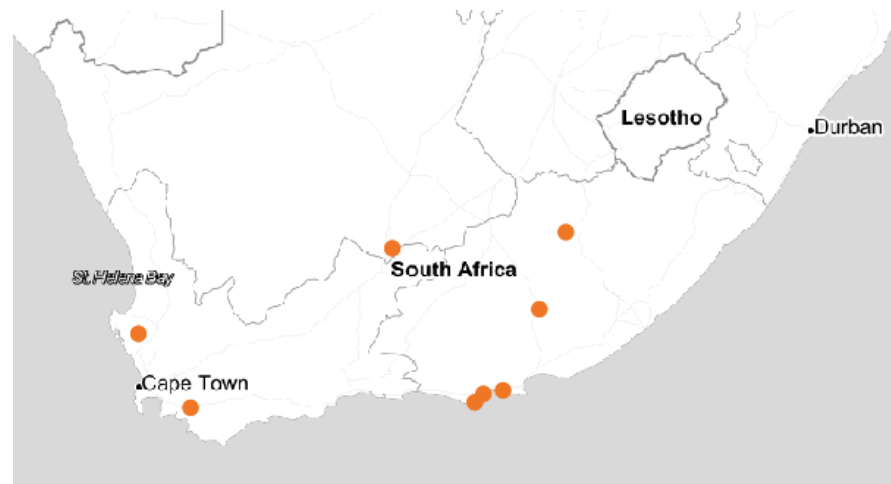 Lesotho
Durban
South Africa
St. Helena Bay
Cape Town